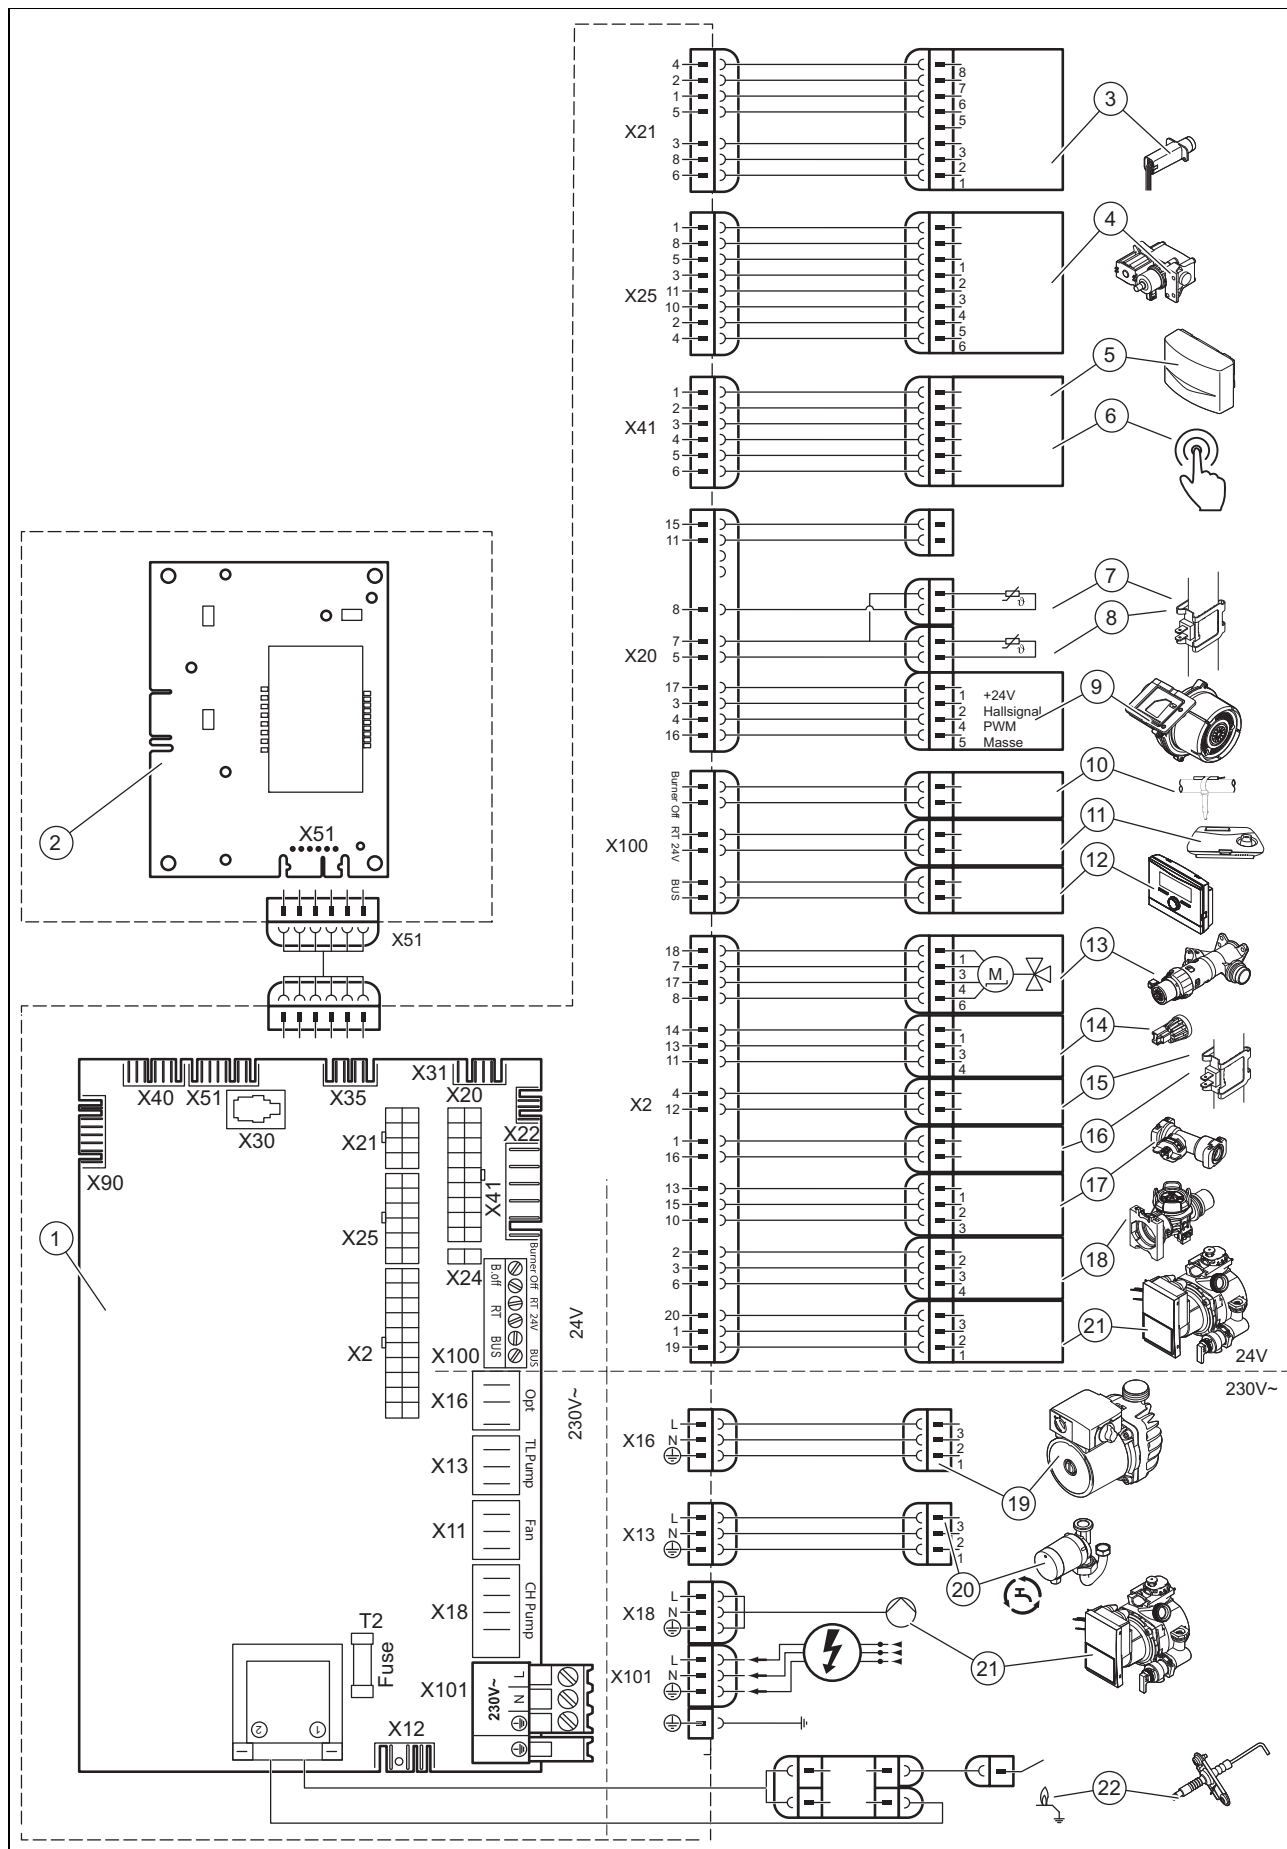 4
2
1
5
3
8
6
X21
8
7
6
5
3
2
1
3
1
8
5
3
11
10
2
4
X25
1
2
3
4
5
6
4
1
2
3
4
5
6
X41
5
6
15
11
8
7
5
17
3
4
16
X20
ϑ
ϑ
1 +24V
2 Hallsignal
4 PWM
5 Masse
7
8
9
X51
2
X51
Burner Off
RT 24V
BUS
X100
10
11
12
18
7
17
8
14
13
11
4
12
1
16
13
15
10
2
3
6
20
1
19
X2
1
3
4
6
M
1
3
4
1
2
3
2
3
4
3
2
1
13
14
15
16
17
18
21
24V
230V~
X40
X51
X35
X31
X20
X30
X21
X22
X90
X41
X25
1
X24
X2
X100
B.off
RT
BUS
Burner Off
RT 24V
BUS
24V
230V~
X16
Opt
X13
TLPump
X11
Fan
X18
CH Pump
T2
Fuse
X101
230V~
L
N
2
1
X12
X16
L
N
3
2
1
19
X13
L
N
3
2
1
20
X18
L
N
X101
L
N
21
22